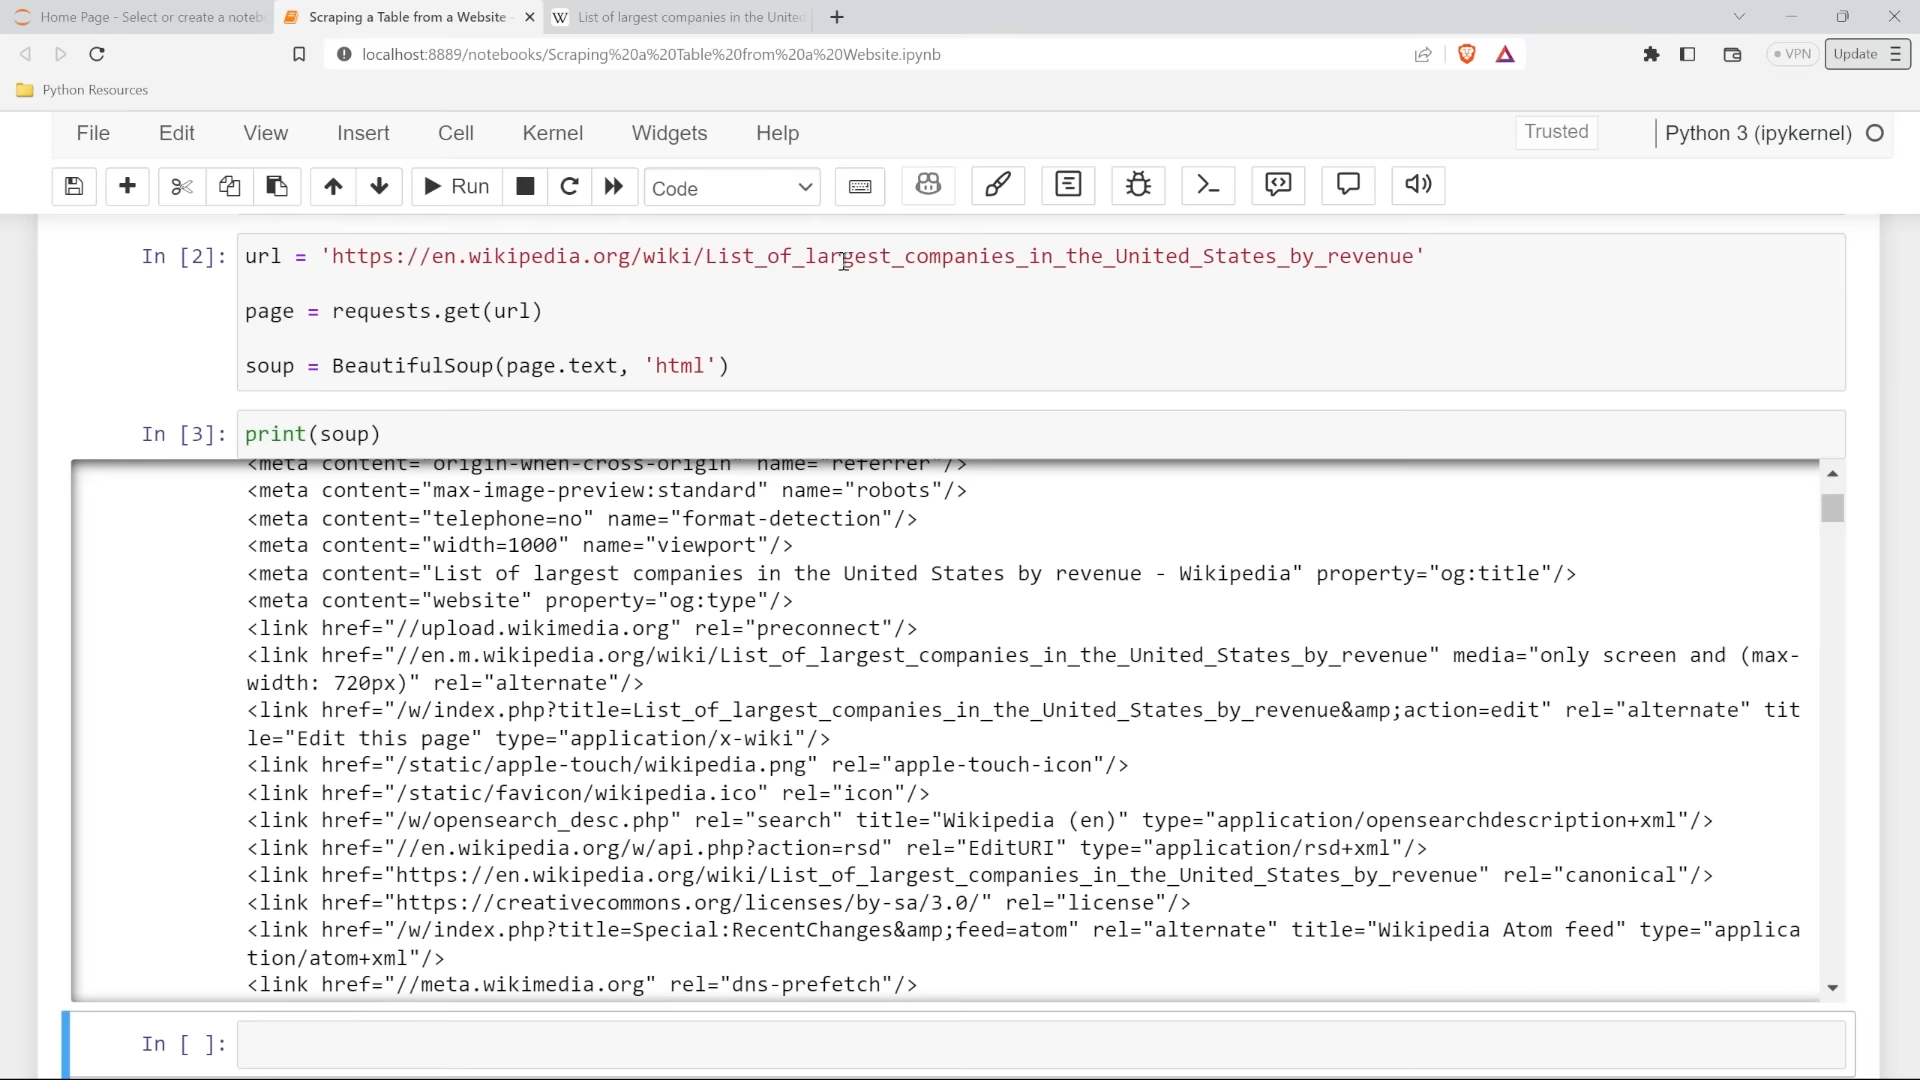 Home Page - Select or create a noteb
Scraping a Table from a Website
List of largest companies in the United
localhost:8889/notebooks/Scraping%20a%20Table%20from%20a%20Website.ipynb
VPN
Update
Python Resources
File Edit View Insert Cell Kernel Widgets Help
Trusted
Python 3 (ipykernel)
Run
Code
In [2]: url = 'https://en.wikipedia.org/wiki/List_of_largest_companies_in_the_United_States_by_revenue'
page = requests.get(url)
soup = BeautifulSoup(page.text, 'html')
In [3]: print(soup)
<meta content="origin-when-cross-origin" name="referrer"/>
<meta content="max-image-preview:standard" name="robots"/>
<meta content="telephone=no" name="format-detection"/>
<meta content="width=1000" name="viewport"/>
<meta content="List of largest companies in the United States by revenue - Wikipedia" property="og:title"/>
<meta content="website" property="og:type"/>
<link href="//upload.wikimedia.org" rel="preconnect"/>
<link href="//en.m.wikipedia.org/wiki/List_of_largest_companies_in_the_United_States_by_revenue" media="only screen and (max-
width: 720px)" rel="alternate"/>
<link href="/w/index.php?title=List_of_largest_companies_in_the_United_States_by_revenue&amp;action=edit" rel="alternate" tit
le="Edit this page" type="application/x-wiki"/>
<link href="/static/apple-touch/wikipedia.png" rel="apple-touch-icon"/>
<link href="/static/favicon/wikipedia.ico" rel="icon"/>
<link href="/w/opensearch_desc.php" rel="search" title="Wikipedia (en)" type="application/opensearchdescription+xml"/>
<link href="//en.wikipedia.org/w/api.php?action=rsd" rel="EditURI" type="application/rsd+xml"/>
<link href="https://en.wikipedia.org/wiki/List_of_largest_companies_in_the_United_States_by_revenue" rel="canonical"/>
<link href="https://creativecommons.org/licenses/by-sa/3.0/" rel="license"/>
<link href="/w/index.php?title=Special:RecentChanges&amp;feed=atom" rel="alternate" title="Wikipedia Atom feed" type="applica
tion/atom+xml"/>
<link href="//meta.wikimedia.org" rel="dns-prefetch"/>
In [ ]: